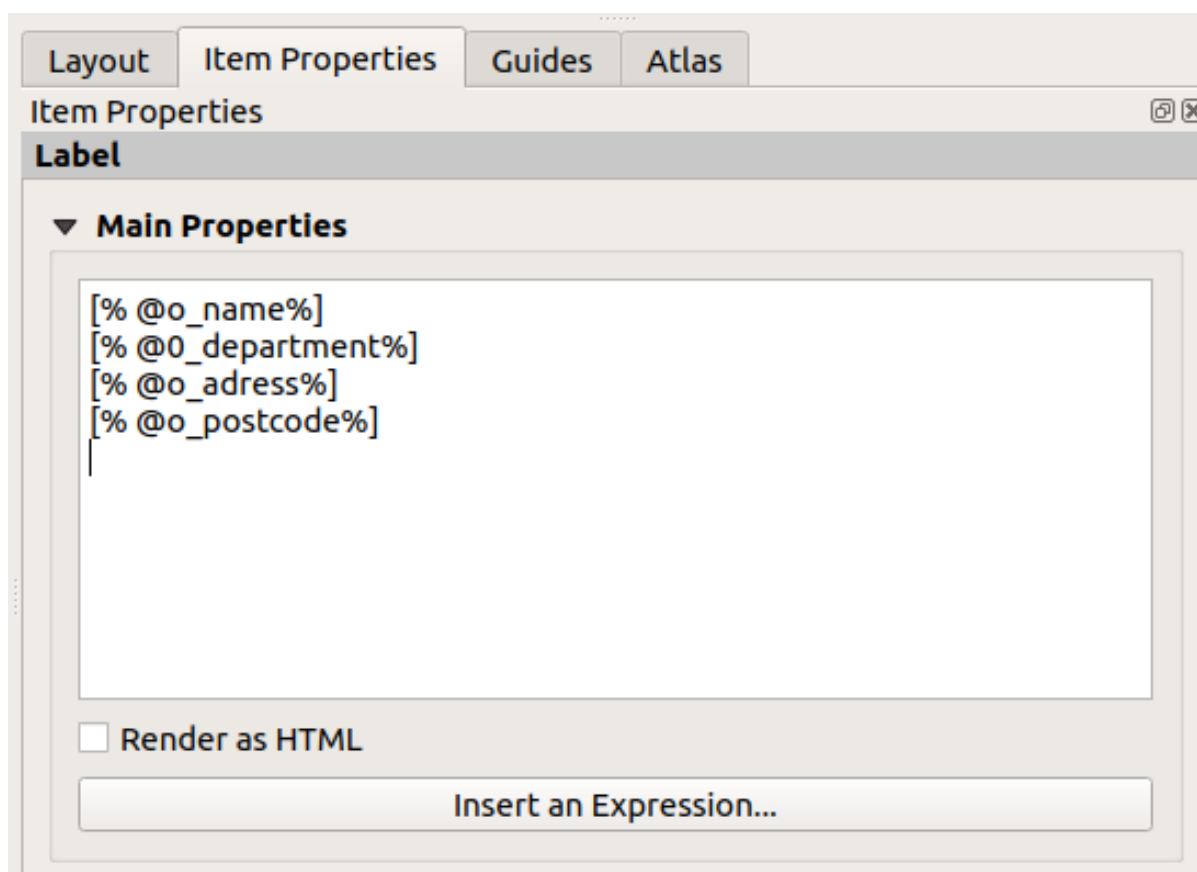 Layout Item Properties Guides Atlas
Item Properties
Label
Main Properties
[% @o_name%]
[% @0_department%]
[% @o_adress%]
[% @o_postcode%]
Render as HTML
Insert an Expression...